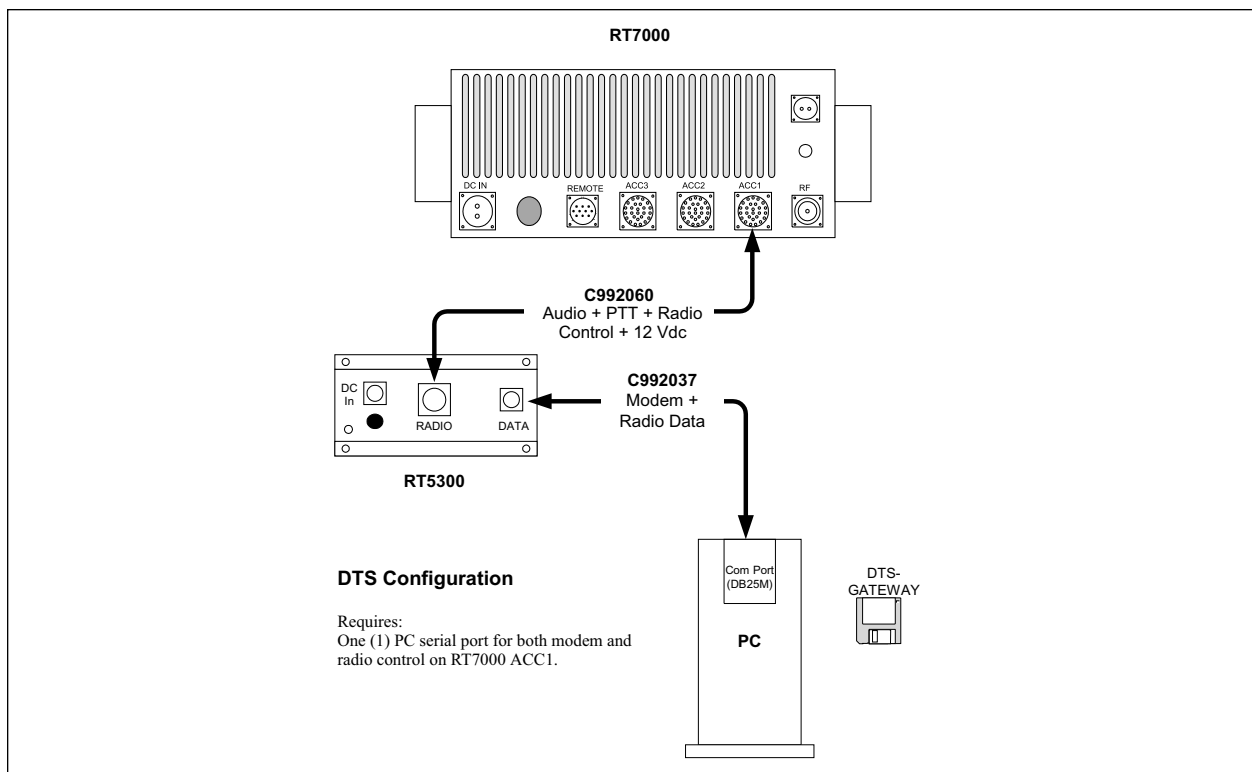 RT7000
DC IN
REMOTE
ACC3
ACC2
ACC1
RF
C992060
Audio + PTT + Radio
Control + 12 Vdc
DC
In
RADIO
DATA
C992037
Modem +
Radio Data
RT5300
DTS Configuration
Requires:
One (1) PC serial port for both modem and
radio control on RT7000 ACC1.
Com Port
(DB25M)
PC
DTS-
GATEWAY